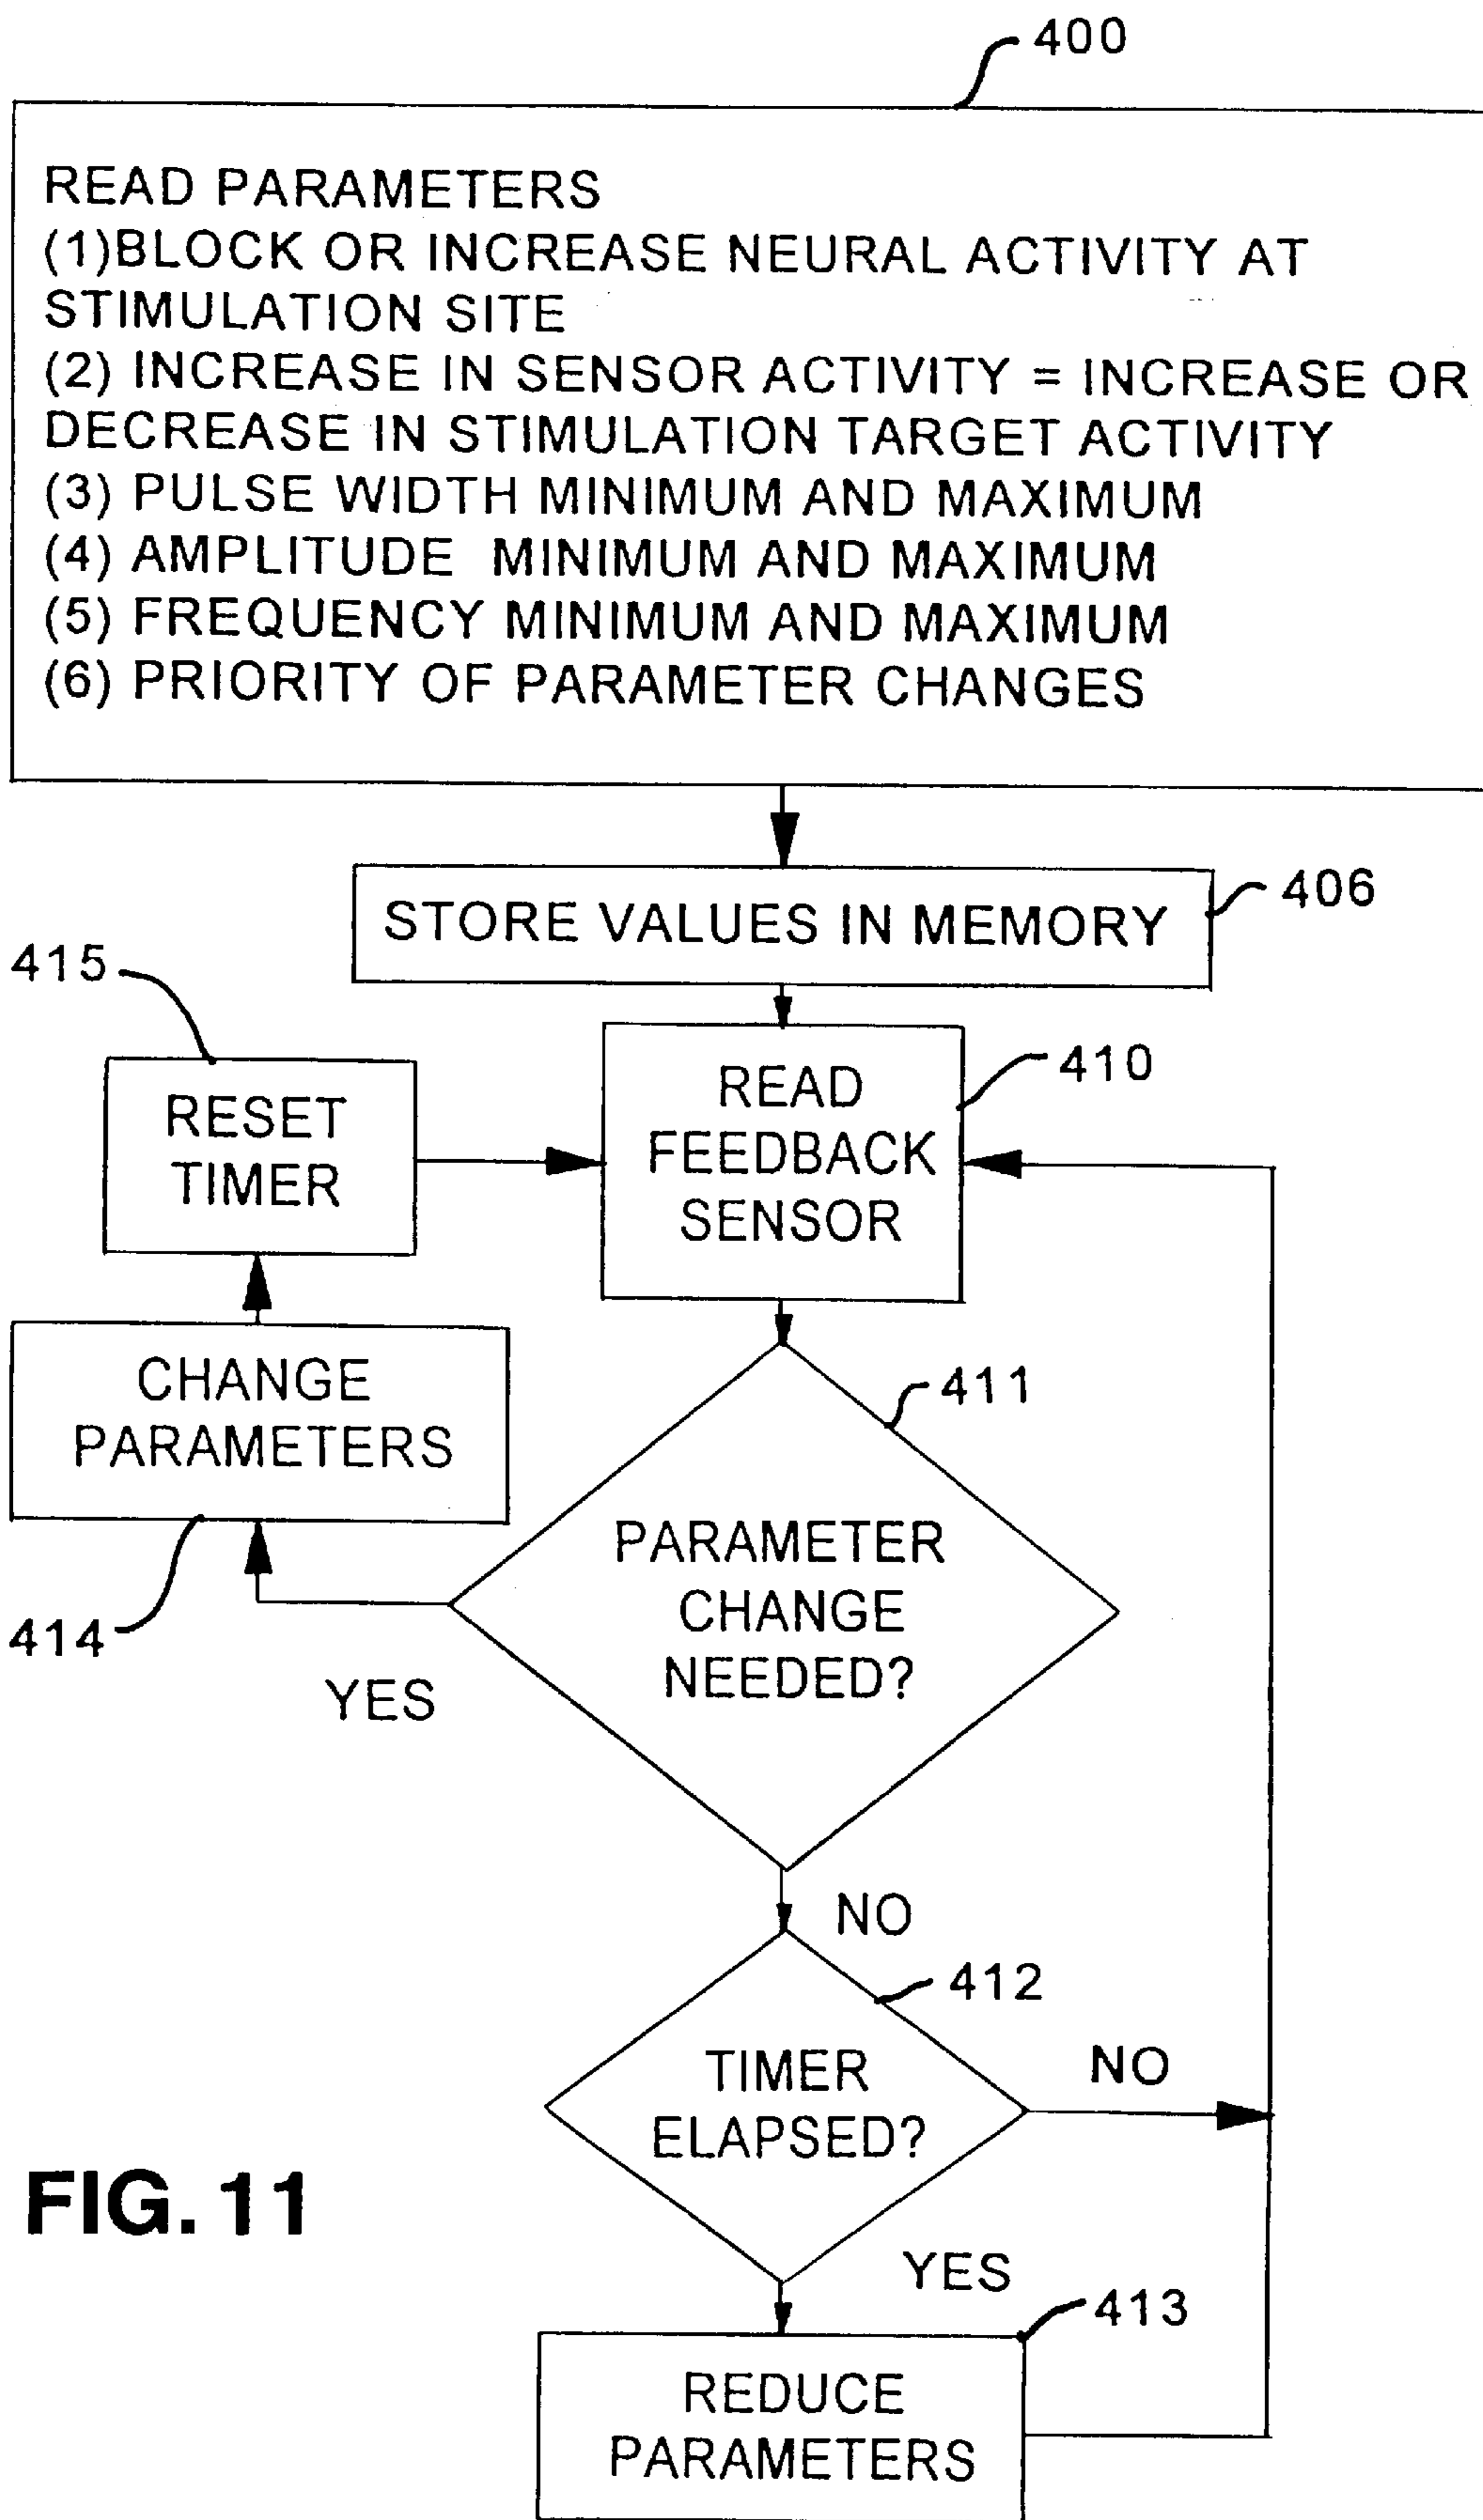 400
READ PARAMETERS
(1)BLOCK OR INCREASE NEURAL ACTIVITY AT
STIMULATION SITE
(2) INCREASE IN SENSOR ACTIVITY = INCREASE OR
DECREASE IN STIMULATION TARGET ACTIVITY
(3) PULSE WIDTH MINIMUM AND MAXIMUM
(4) AMPLITUDE MINIMUM AND MAXIMUM
(5) FREQUENCY MINIMUM AND MAXIMUM
(6) PRIORITY OF PARAMETER CHANGES
STORE VALUES IN MEMORY
406
415
RESET
TIMER
READ
FEEDBACK
SENSOR
410
CHANGE
PARAMETERS
414
411
PARAMETER
CHANGE
NEEDED?
YES
NO
412
TIMER
ELAPSED?
NO
YES
413
REDUCE
PARAMETERS
FIG. 11